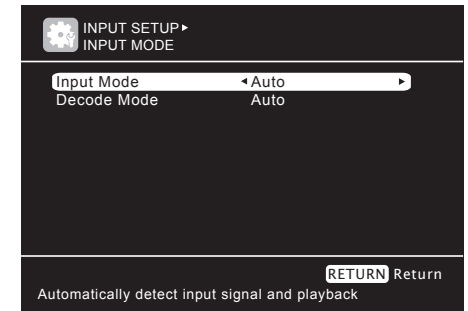 INPUT SETUP▸
INPUT MODE
Input Mode ◂Auto ▸
Decode Mode Auto
RETURN Return
Automatically detect input signal and playback